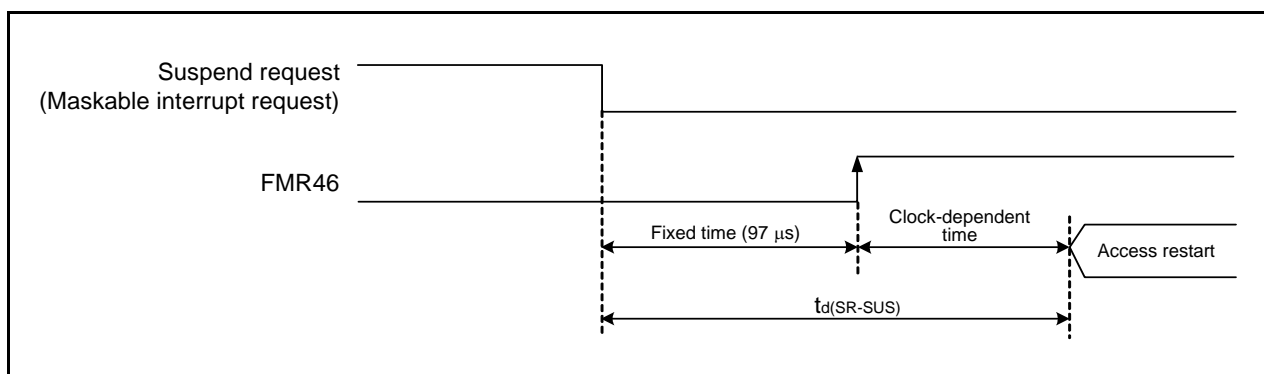 Suspend request
(Maskable interrupt request)
FMR46
Fixed time (97 μs)
Clock-dependent
time
Access restart
td(SR-SUS)